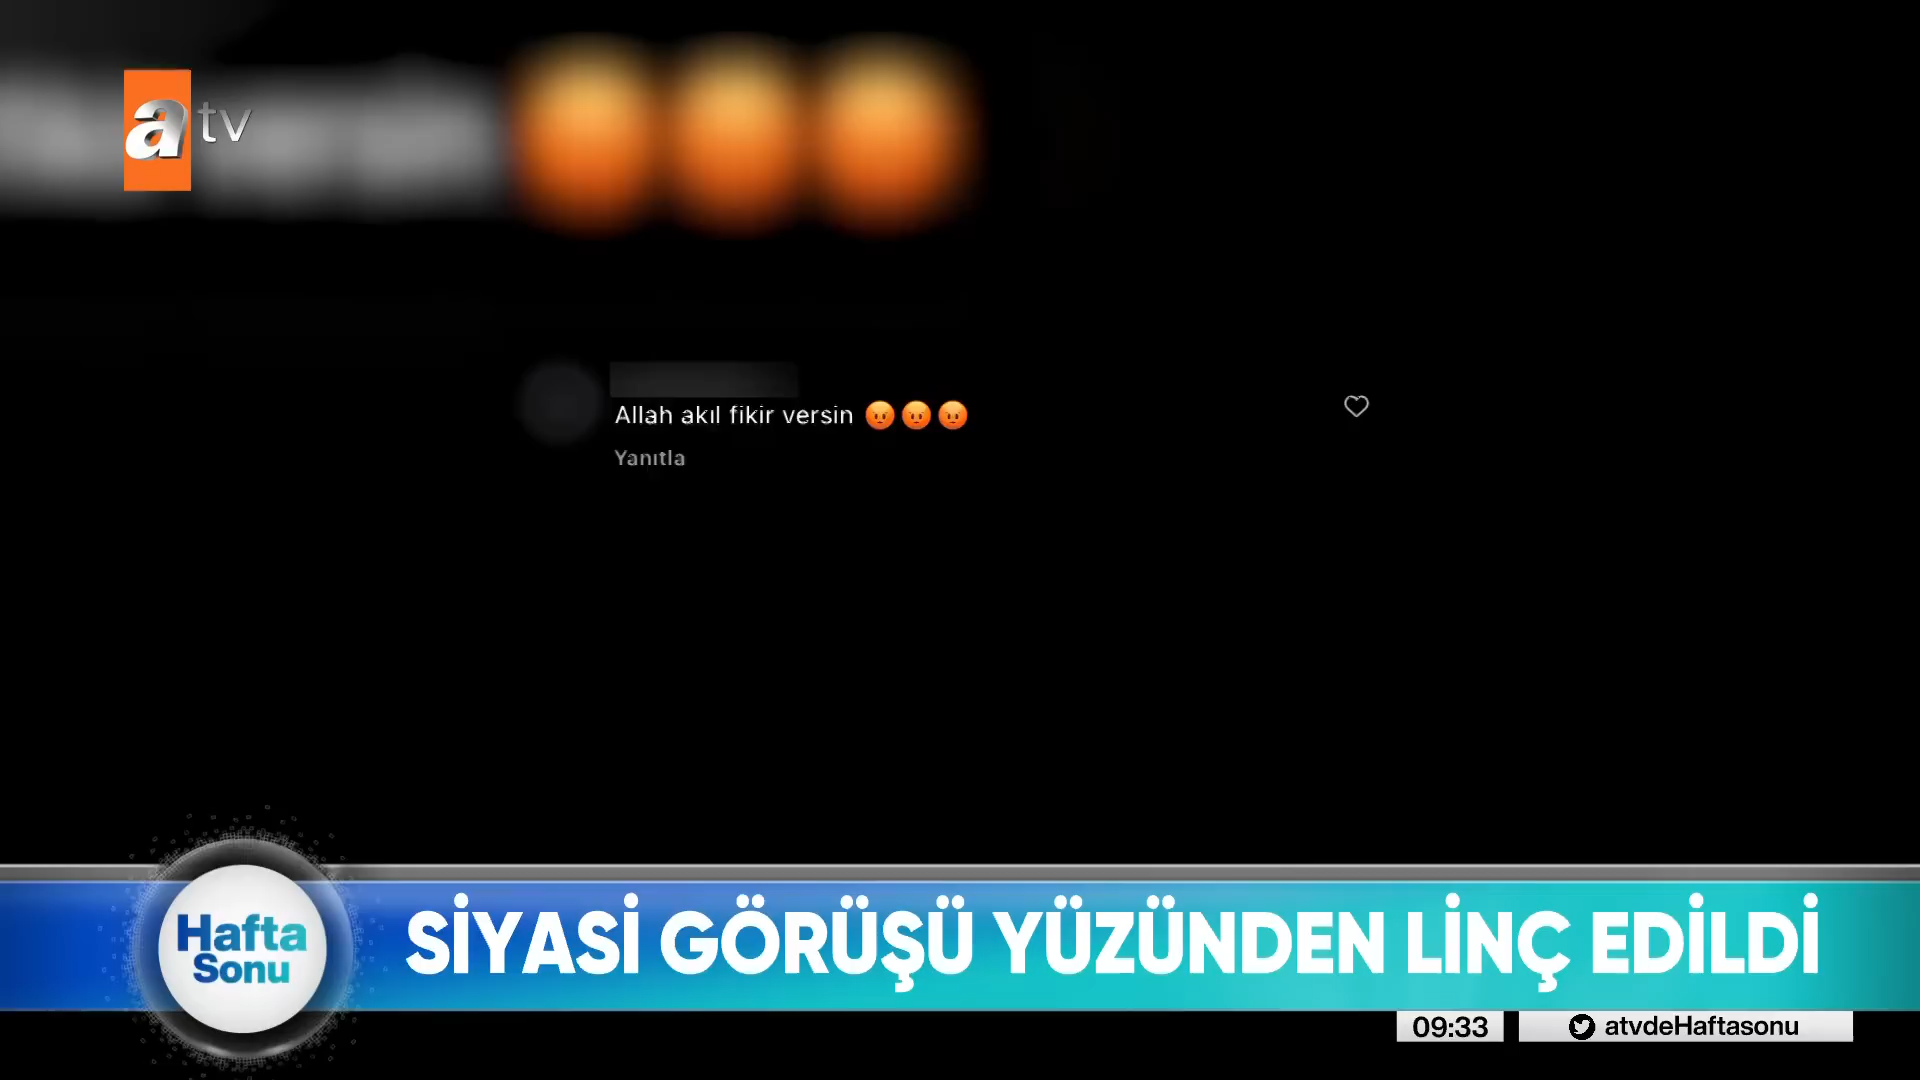 atv
Allah akıl fikir versin 😡😡😡
Yanıtla
Hafta
Sonu
SİYASİ GÖRÜŞÜ YÜZÜNDEN LİNÇ EDİLDİ
09:33
atvdeHaftasonu